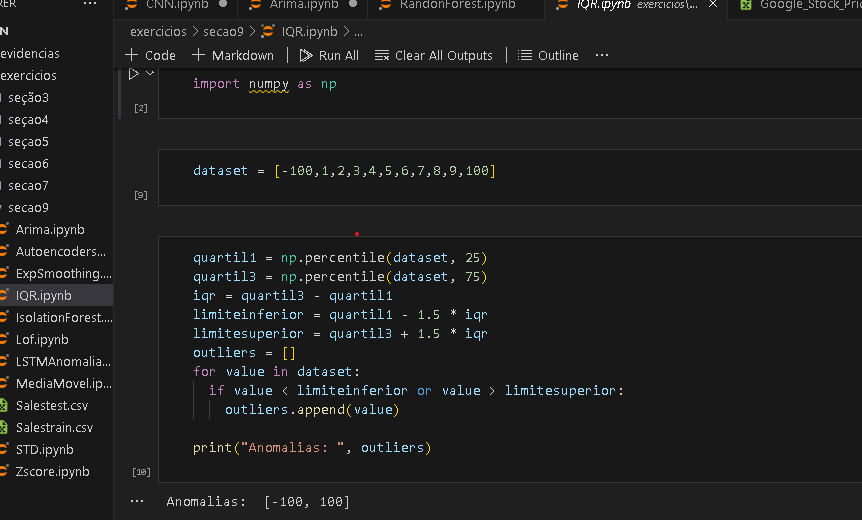 RER ...
CNN.ipynb
Arima.ipynb
RandonForest.ipynb
IQR.ipynb exercicios\...
Google_Stock_Pric
N
evidencias
exercicios
seção3
secao4
seçao5
secao6
secao7
secao9
Arima.ipynb
Autoencoders...
ExpSmoothing....
IQR.ipynb
IsolationForest....
Lof.ipynb
LSTMAnomalia...
MediaMovel.ip...
Salestest.csv
Salestrain.csv
STD.ipynb
Zscore.ipynb
exercicios > secao9 > IQR.ipynb > ...
+ Code + Markdown | Run All Clear All Outputs | Outline ...
import numpy as np
[2]
dataset = [-100,1,2,3,4,5,6,7,8,9,100]
[9]
quartil1 = np.percentile(dataset, 25)
quartil3 = np.percentile(dataset, 75)
iqr = quartil3 - quartil1
limiteinferior = quartil1 - 1.5 * iqr
limitesuperior = quartil3 + 1.5 * iqr
outliers = []
for value in dataset:
if value < limiteinferior or value > limitesuperior:
outliers.append(value)
print("Anomalias: ", outliers)
[10]
... Anomalias:  [-100, 100]